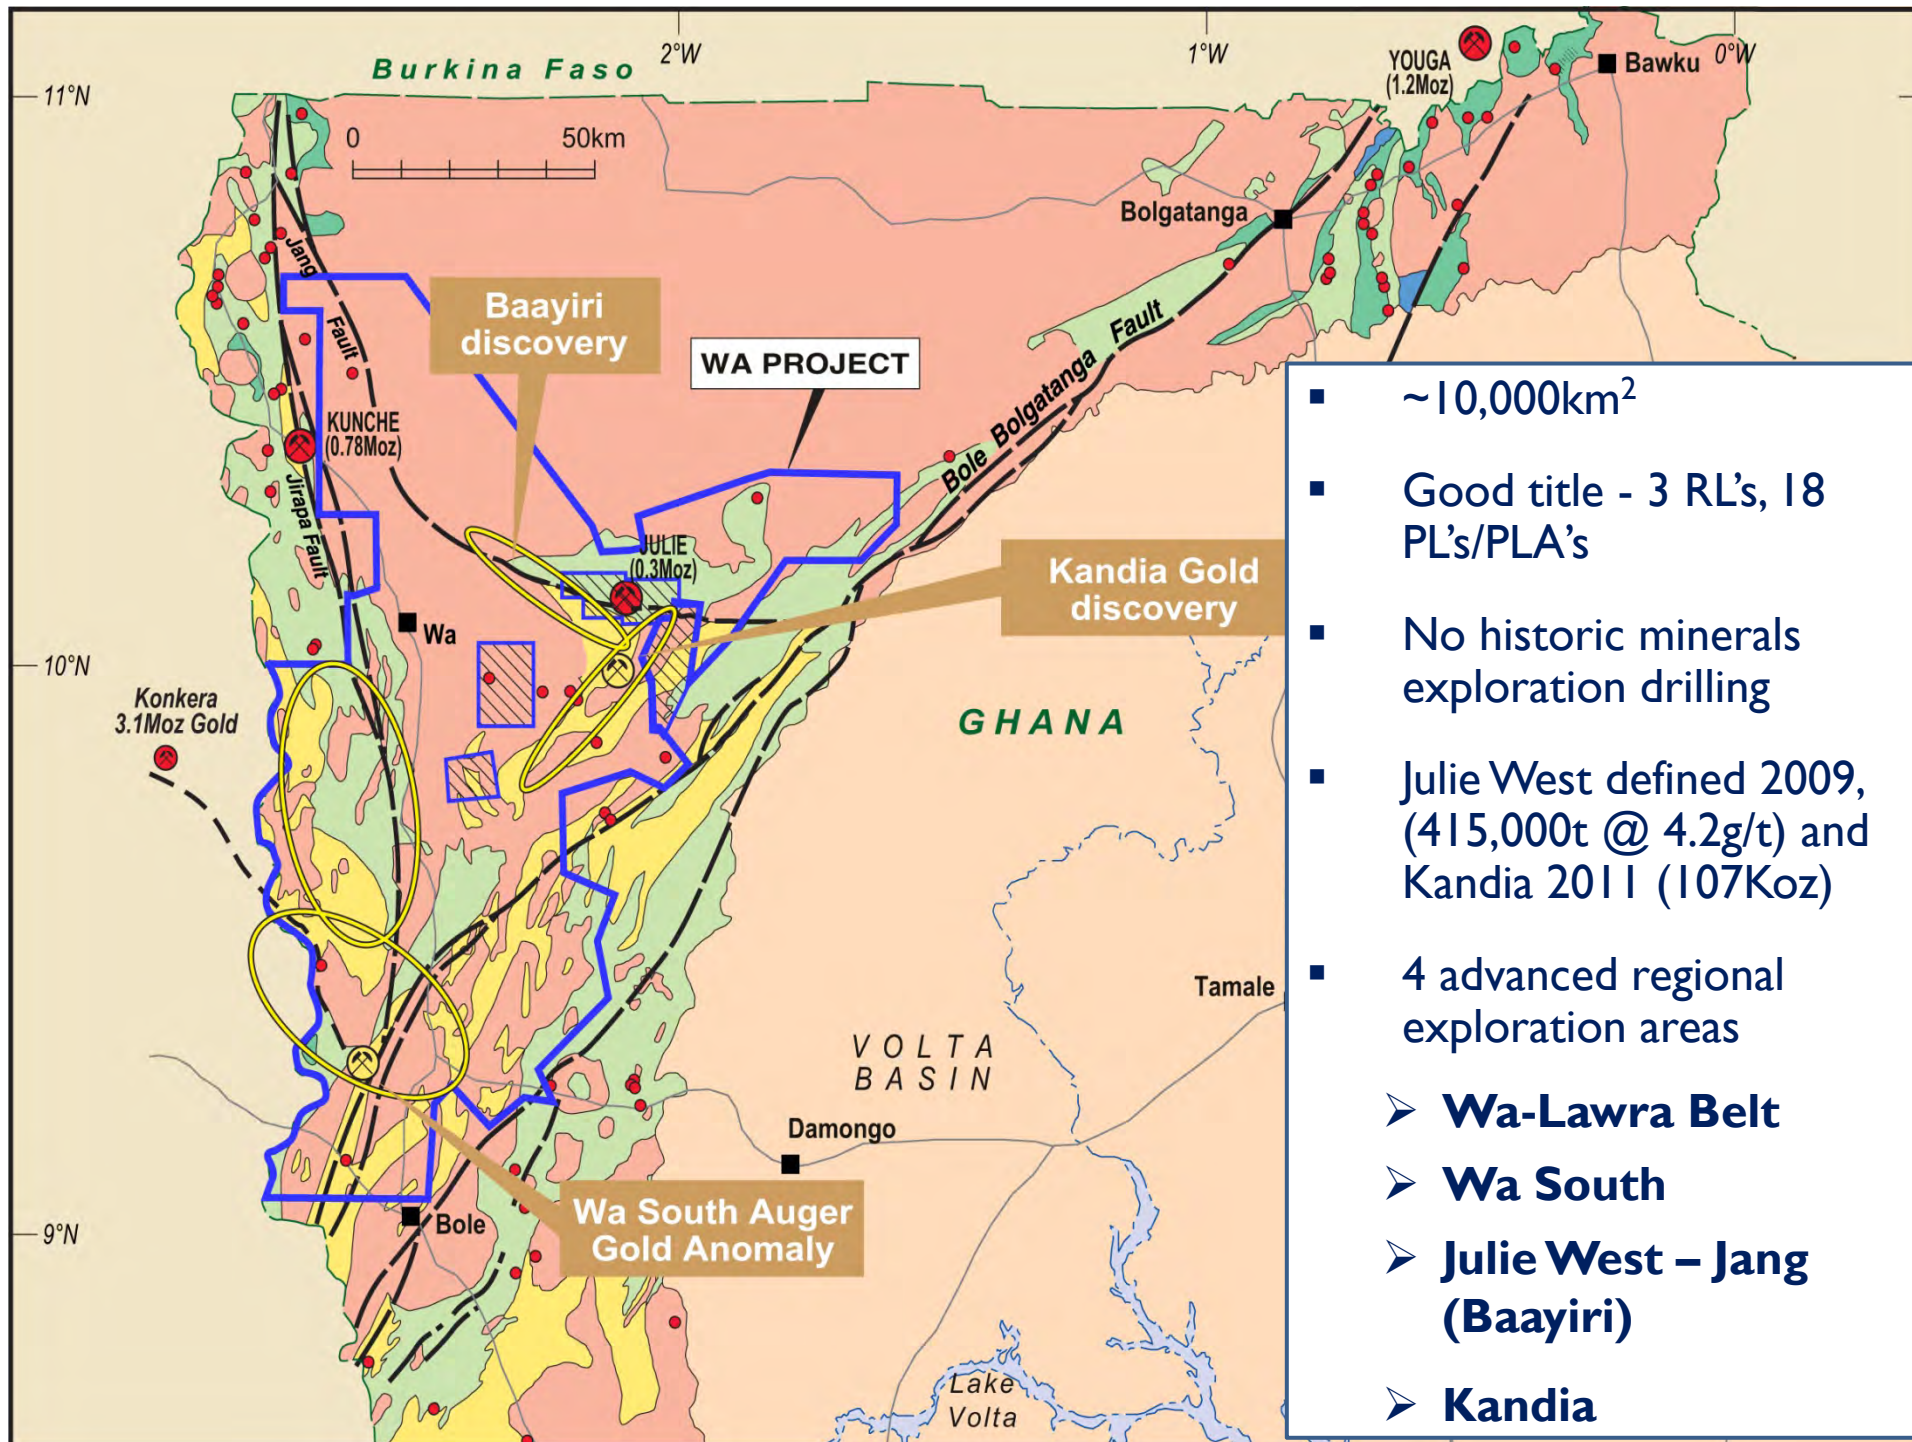 2°W
1°W
0°W
Burkina Faso
YOUGA
(1.2Moz)
Bawku
11°N
0
50km
Bolgatanga
Jang
Fault
Baayiri
discovery
WA PROJECT
KUNCHE
(0.78Moz)
Jirapa Fault
Bole Bolgatanga Fault
JULIE
(0.3Moz)
Kandia Gold
discovery
Wa
10°N
Konkera
3.1Moz Gold
GHANA
Tamale
VOLTA
BASIN
Damongo
Wa South Auger
Gold Anomaly
Bole
9°N
Lake
Volta
▪ ~10,000km²
▪ Good title - 3 RL’s, 18
PL’s/PLA’s
▪ No historic minerals
exploration drilling
▪ Julie West defined 2009,
(415,000t @ 4.2g/t) and
Kandia 2011 (107Koz)
▪ 4 advanced regional
exploration areas
➢ Wa-Lawra Belt
➢ Wa South
➢ Julie West – Jang
(Baayiri)
➢ Kandia